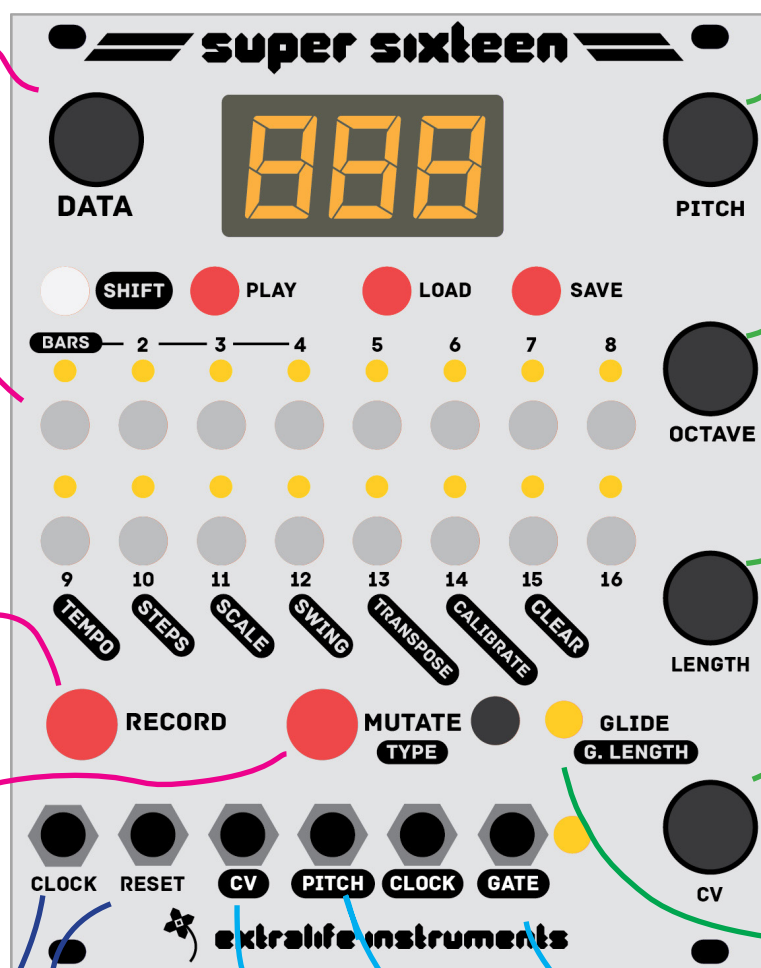 super sixteen
DATA
888
PITCH
SHIFT PLAY LOAD SAVE
BARS 2 3 4 5 6 7 8
OCTAVE
9 10 11 12 13 14 15 16
TEMPO STEPS SCALE SWING TRANSPOSE CALIBRATE CLEAR
LENGTH
RECORD MUTATE GLIDE
TYPE G. LENGTH
CLOCK RESET CV PITCH CLOCK GATE CV
extralife instruments